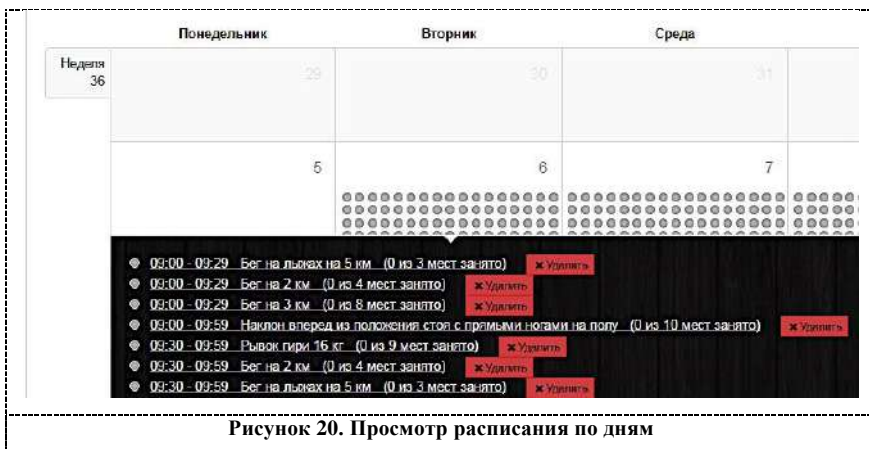 Понедельник Вторник Среда
Неделя
36
29 30 31
5 6 7
09:00 - 09:29 Бег на лыжах на 5 км (0 из 3 мест занято) ✖ Удалить
09:00 - 09:29 Бег на 2 км (0 из 4 мест занято) ✖ Удалить
09:00 - 09:29 Бег на 3 км (0 из 8 мест занято) ✖ Удалить
09:00 - 09:59 Наклон вперед из положения стоя с прямыми ногами на полу (0 из 10 мест занято) ✖ Удалить
09:30 - 09:59 Рывок гири 16 кг (0 из 9 мест занято) ✖ Удалить
09:30 - 09:59 Бег на 2 км (0 из 4 мест занято) ✖ Удалить
09:30 - 09:59 Бег на лыжах на 5 км (0 из 3 мест занято) ✖ Удалить
Рисунок 20. Просмотр расписания по дням